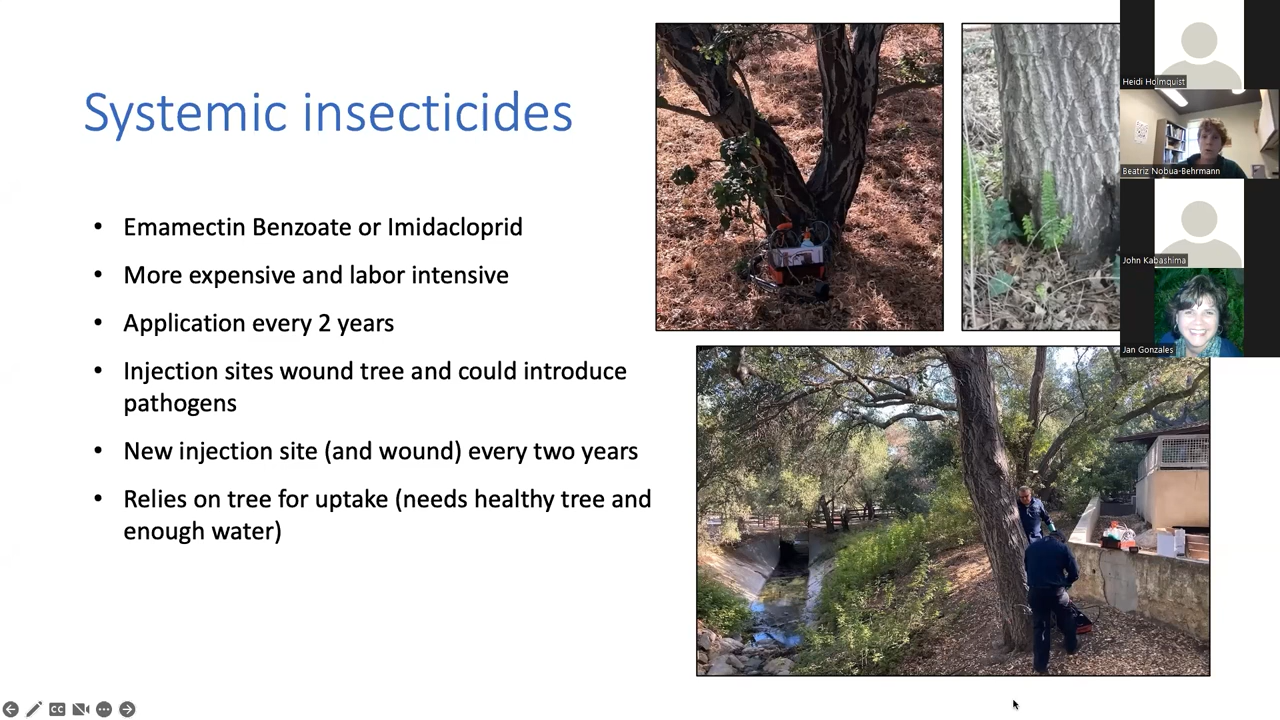 Systemic insecticides
• Emamectin Benzoate or Imidacloprid
• More expensive and labor intensive
• Application every 2 years
• Injection sites wound tree and could introduce
pathogens
• New injection site (and wound) every two years
• Relies on tree for uptake (needs healthy tree and
enough water)
Heidi Holmquist
Beatriz Nobua-Behrmann
John Kabashima
Jan Gonzales
CC